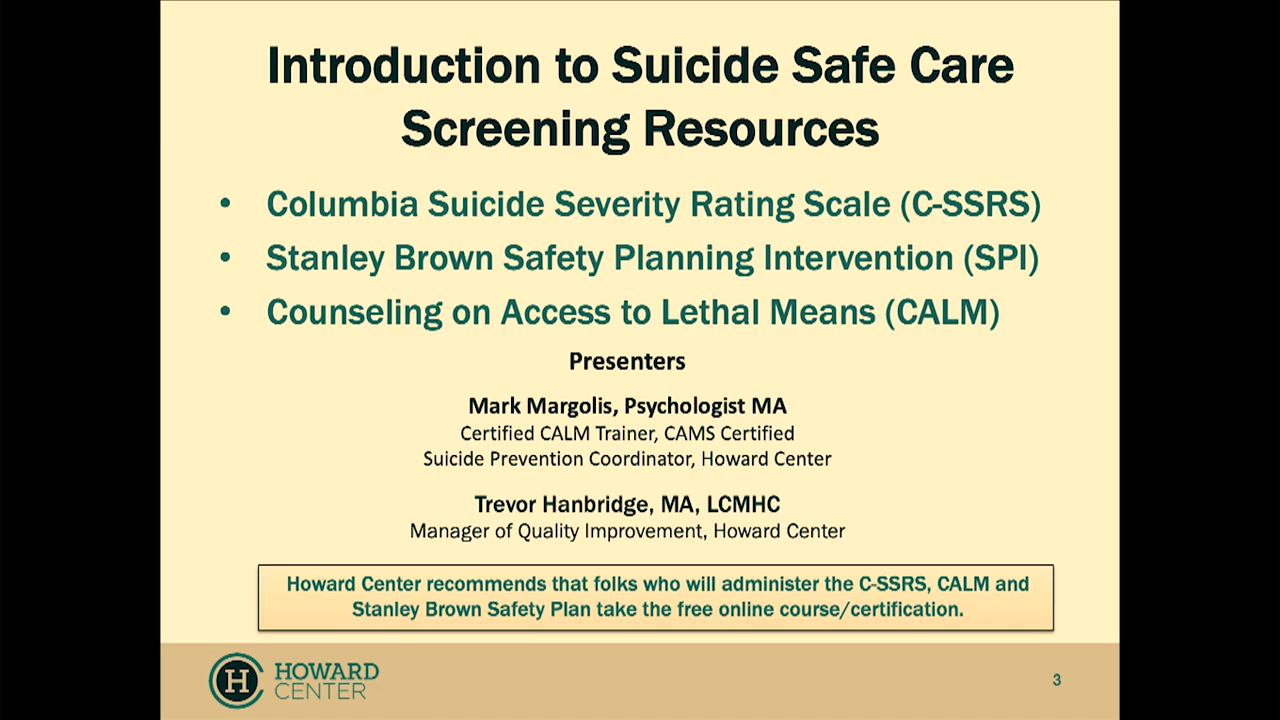 Introduction to Suicide Safe Care
Screening Resources
• Columbia Suicide Severity Rating Scale (C-SSRS)
• Stanley Brown Safety Planning Intervention (SPI)
• Counseling on Access to Lethal Means (CALM)
Presenters
Mark Margolis, Psychologist MA
Certified CALM Trainer, CAMS Certified
Suicide Prevention Coordinator, Howard Center
Trevor Hanbridge, MA, LCMHC
Manager of Quality Improvement, Howard Center
Howard Center recommends that folks who will administer the C-SSRS, CALM and
Stanley Brown Safety Plan take the free online course/certification.
H
HOWARD
CENTER
3